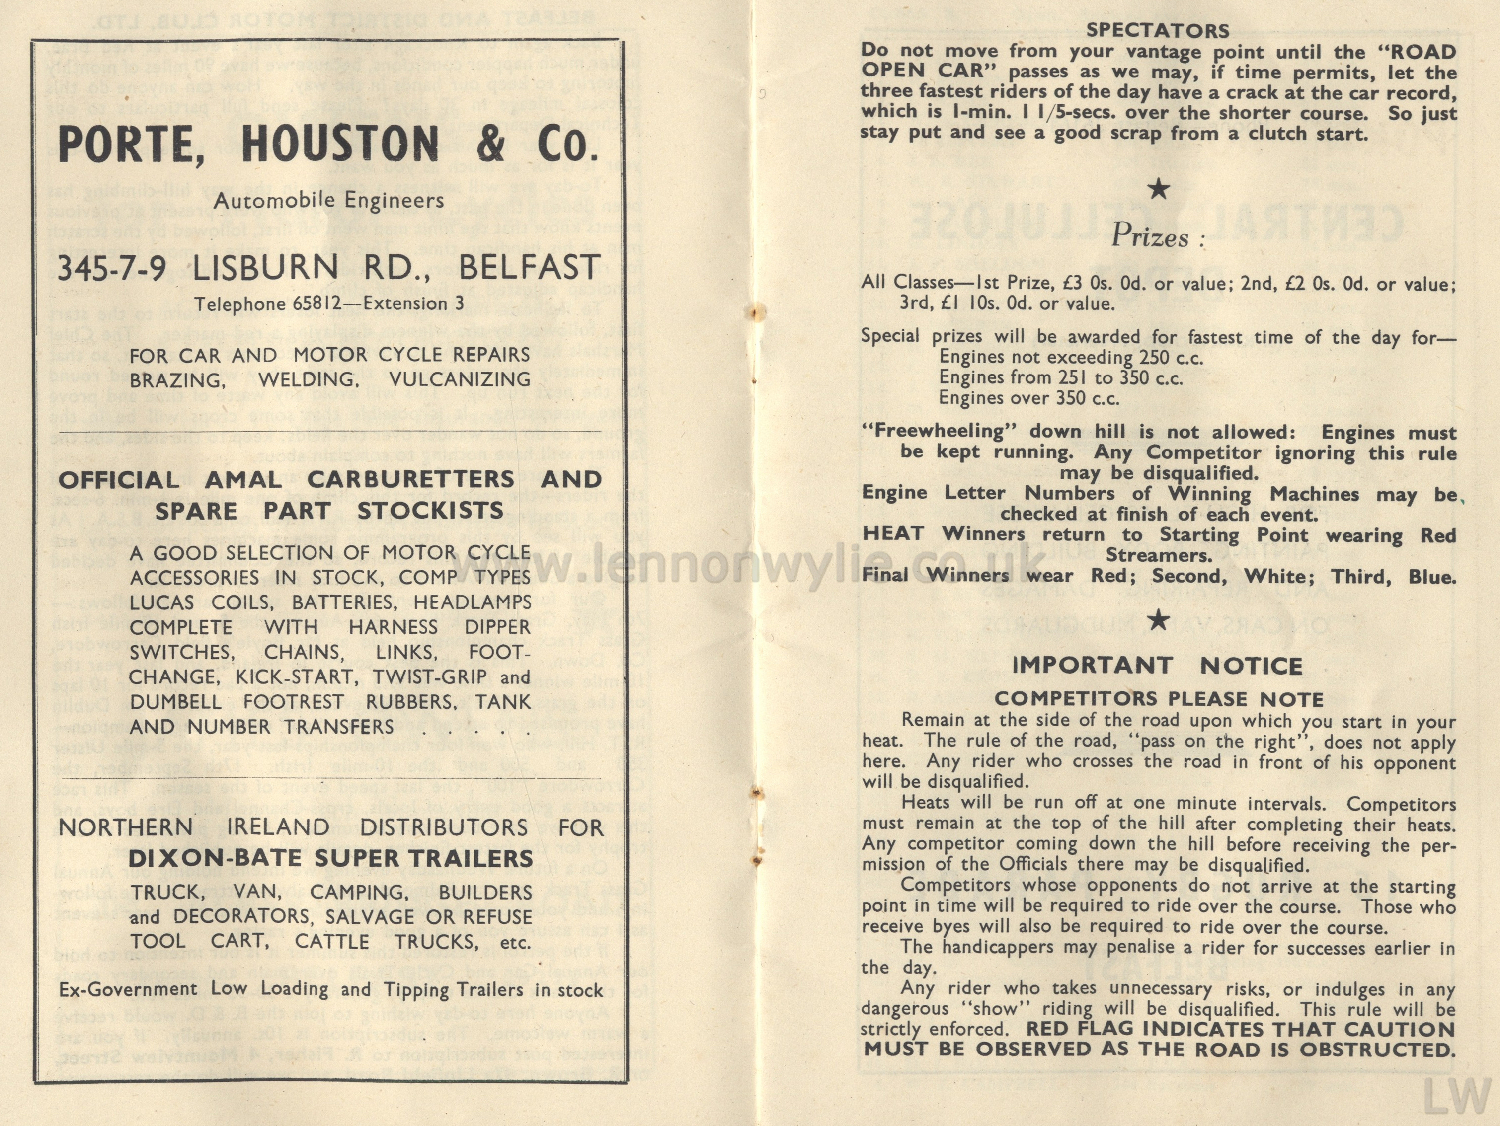 PORTE, HOUSTON & Co.
Automobile Engineers
345-7-9 LISBURN RD., BELFAST
Telephone 65812—Extension 3
FOR CAR AND MOTOR CYCLE REPAIRS
BRAZING, WELDING, VULCANIZING
OFFICIAL AMAL CARBURETTERS AND
SPARE PART STOCKISTS
A GOOD SELECTION OF MOTOR CYCLE
ACCESSORIES IN STOCK, COMP TYPES
LUCAS COILS, BATTERIES, HEADLAMPS
COMPLETE WITH HARNESS DIPPER
SWITCHES, CHAINS, LINKS, FOOT-
CHANGE, KICK-START, TWIST-GRIP and
DUMBELL FOOTREST RUBBERS, TANK
AND NUMBER TRANSFERS . . . . .
NORTHERN IRELAND DISTRIBUTORS FOR
DIXON-BATE SUPER TRAILERS
TRUCK, VAN, CAMPING, BUILDERS
and DECORATORS, SALVAGE OR REFUSE
TOOL CART, CATTLE TRUCKS, etc.
Ex-Government Low Loading and Tipping Trailers in stock
SPECTATORS
Do not move from your vantage point until the "ROAD
OPEN CAR" passes as we may, if time permits, let the
three fastest riders of the day have a crack at the car record,
which is 1-min. 1 1/5-secs. over the shorter course. So just
stay put and see a good scrap from a clutch start.
★
Prizes :
All Classes—1st Prize, £3 0s. 0d. or value; 2nd, £2 0s. 0d. or value;
3rd, £1 10s. 0d. or value.
Special prizes will be awarded for fastest time of the day for—
Engines not exceeding 250 c.c.
Engines from 251 to 350 c.c.
Engines over 350 c.c.
"Freewheeling" down hill is not allowed: Engines must
be kept running. Any Competitor ignoring this rule
may be disqualified.
Engine Letter Numbers of Winning Machines may be
checked at finish of each event.
HEAT Winners return to Starting Point wearing Red
Streamers.
Final Winners wear Red; Second, White; Third, Blue.
★
IMPORTANT NOTICE
COMPETITORS PLEASE NOTE
Remain at the side of the road upon which you start in your
heat. The rule of the road, "pass on the right", does not apply
here. Any rider who crosses the road in front of his opponent
will be disqualified.
Heats will be run off at one minute intervals. Competitors
must remain at the top of the hill after completing their heats.
Any competitor coming down the hill before receiving the per-
mission of the Officials there may be disqualified.
Competitors whose opponents do not arrive at the starting
point in time will be required to ride over the course. Those who
receive byes will also be required to ride over the course.
The handicappers may penalise a rider for successes earlier in
the day.
Any rider who takes unnecessary risks, or indulges in any
dangerous "show" riding will be disqualified. This rule will be
strictly enforced. RED FLAG INDICATES THAT CAUTION
MUST BE OBSERVED AS THE ROAD IS OBSTRUCTED.
www.lennonwylie.co.uk
LW